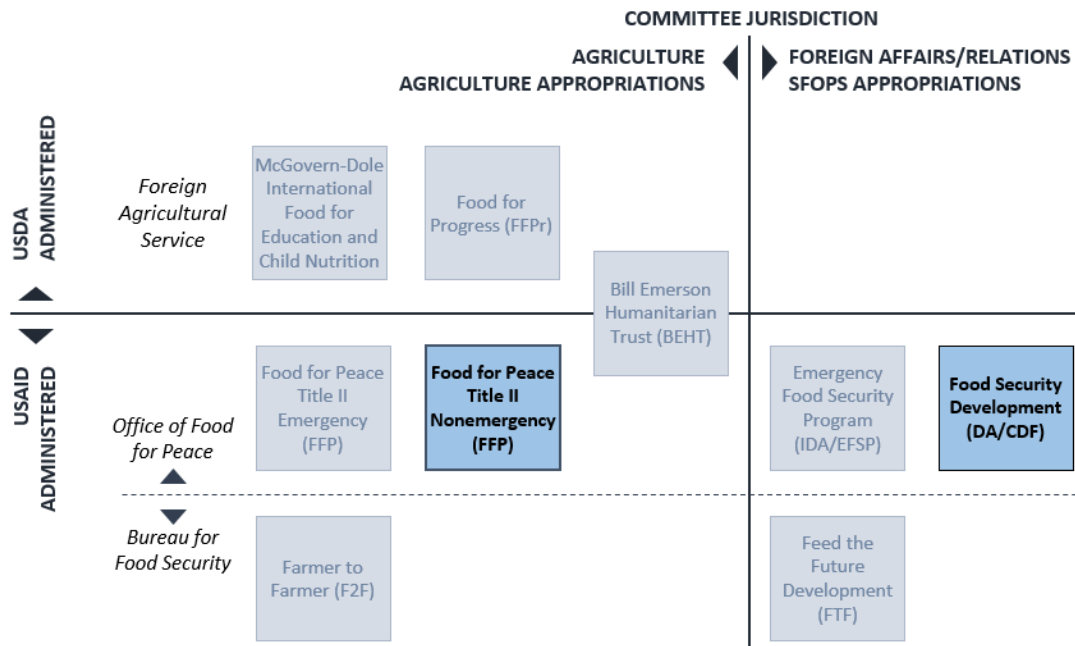 COMMITTEE JURISDICTION
AGRICULTURE
AGRICULTURE APPROPRIATIONS
FOREIGN AFFAIRS/RELATIONS
SFOPS APPROPRIATIONS
USDA
ADMINISTERED
Foreign
Agricultural
Service
McGovern-Dole
International
Food for
Education and
Child Nutrition
Food for
Progress (FFPr)
Bill Emerson
Humanitarian
Trust (BEHT)
USAID
ADMINISTERED
Office of Food
for Peace
Food for Peace
Title II
Emergency
(FFP)
Food for Peace
Title II
Nonemergency
(FFP)
Emergency
Food Security
Program
(IDA/EFSP)
Food Security
Development
(DA/CDF)
Bureau for
Food Security
Farmer to
Farmer (F2F)
Feed the
Future
Development
(FTF)